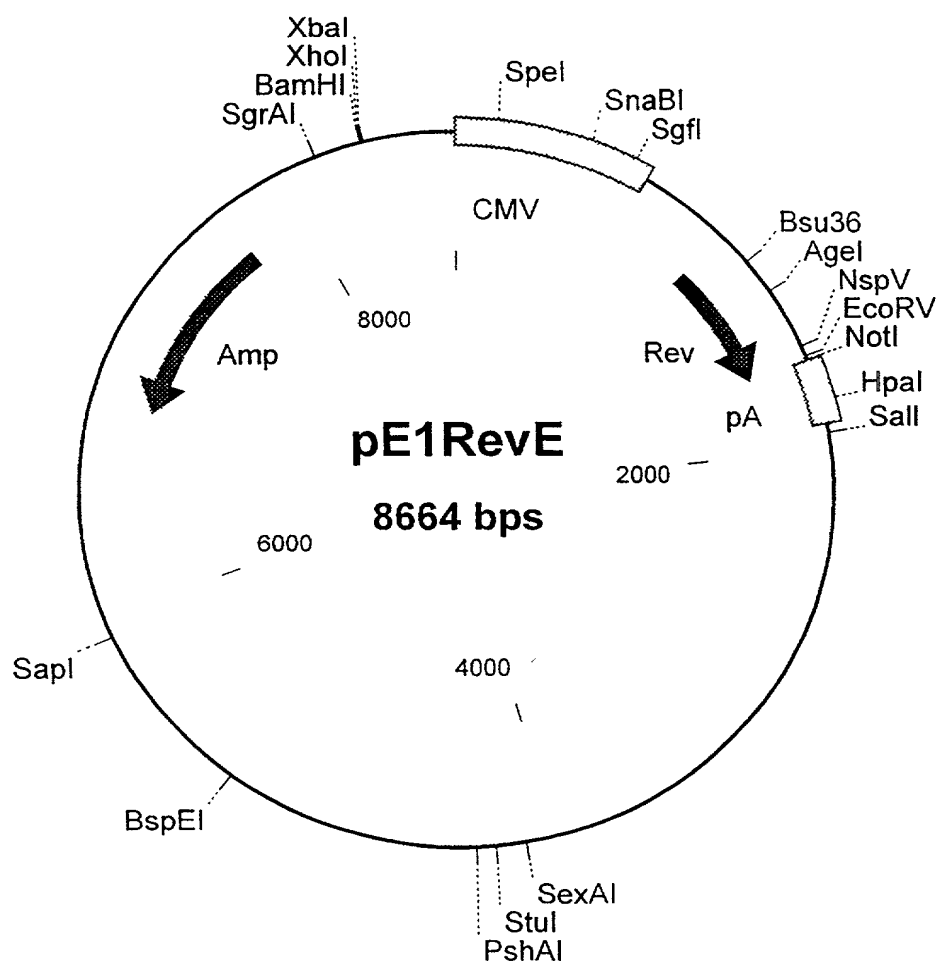 XbaI
XhoI
BamHI
SgrAI
SpeI
SnaBI
SgfI
CMV
Bsu36
AgeI
NspV
EcoRV
NotI
HpaI
SalI
8000
Amp
Rev
pA
pE1RevE
2000
8664 bps
6000
4000
SapI
BspEI
SexAI
StuI
PshAI